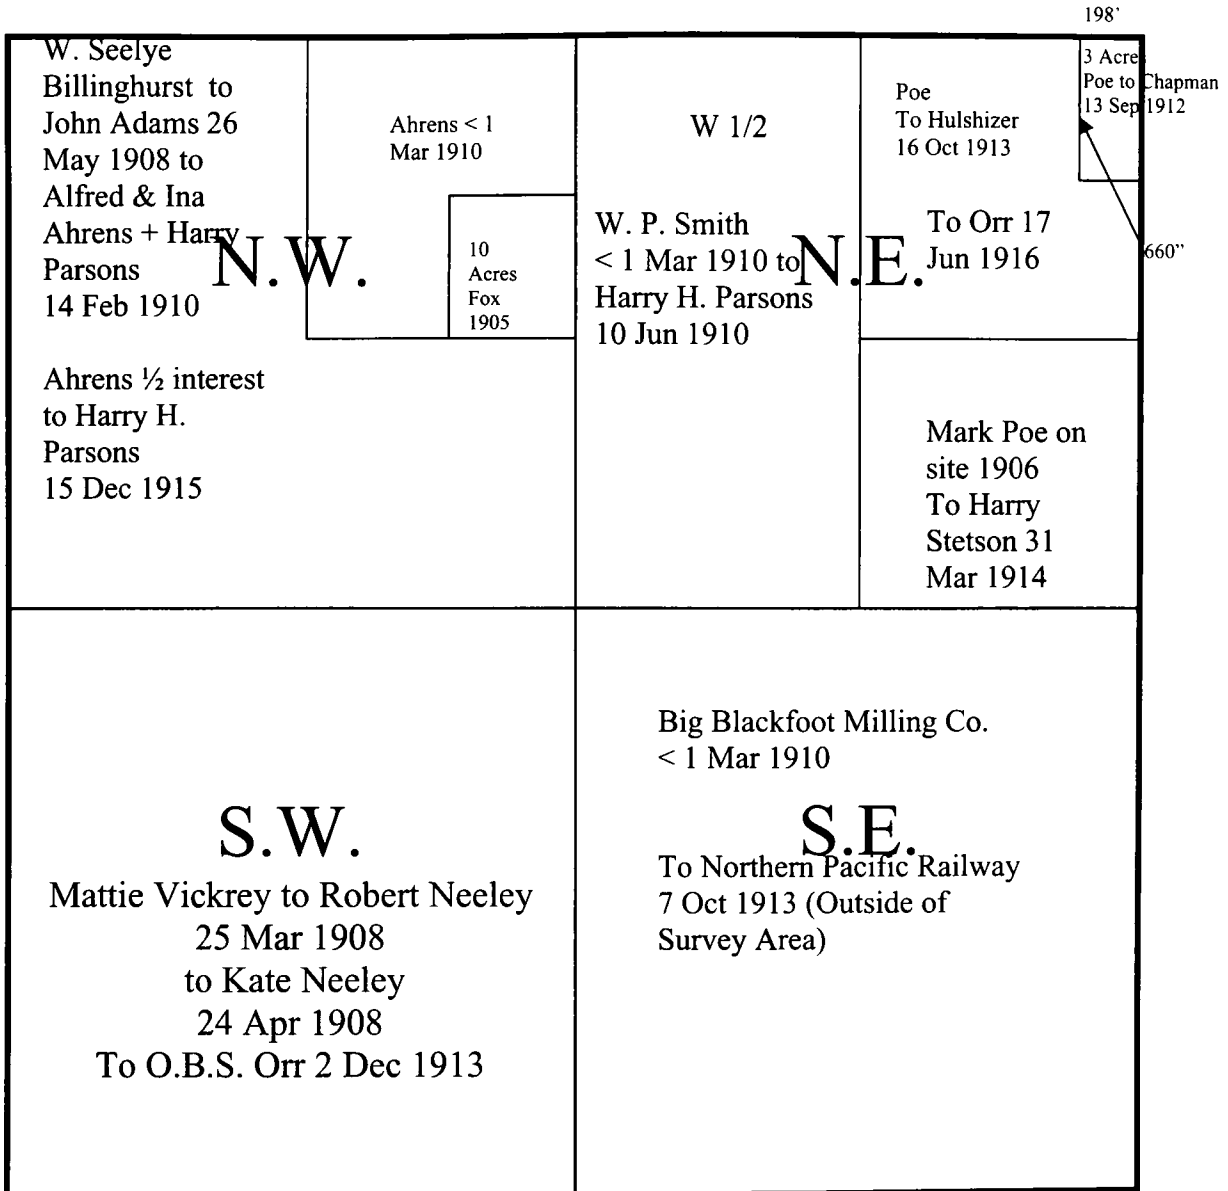 198'
W. Seelye
Billinghurst to
John Adams 26
May 1908 to
Alfred & Ina
Ahrens + Harry
Parsons
14 Feb 1910
Ahrens ½ interest
to Harry H.
Parsons
15 Dec 1915
N.W.
Ahrens < 1
Mar 1910
10
Acres
Fox
1905
W 1/2
W. P. Smith
< 1 Mar 1910 to
Harry H. Parsons
10 Jun 1910
N.E.
Poe
To Hulshizer
16 Oct 1913
To Orr 17
Jun 1916
3 Acre
Poe to Chapman
13 Sep 1912
660"
Mark Poe on
site 1906
To Harry
Stetson 31
Mar 1914
S.W.
Mattie Vickrey to Robert Neeley
25 Mar 1908
to Kate Neeley
24 Apr 1908
To O.B.S. Orr 2 Dec 1913
Big Blackfoot Milling Co.
< 1 Mar 1910
S.E.
To Northern Pacific Railway
7 Oct 1913 (Outside of
Survey Area)